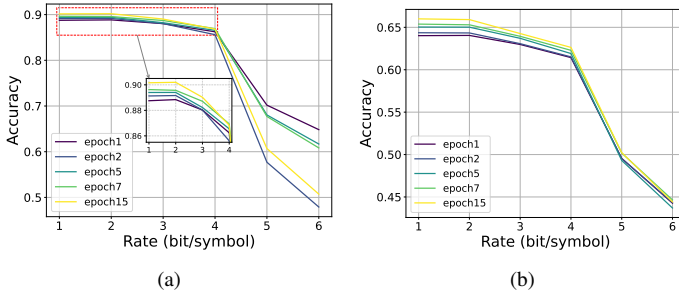 0.9
0.8
0.7
0.6
0.5
Accuracy
0.90
0.88
0.86
1 2 3 4
epoch1
epoch2
epoch5
epoch7
epoch15
1 2 3 4 5 6
Rate (bit/symbol)
(a)
0.65
0.60
0.55
0.50
0.45
Accuracy
epoch1
epoch2
epoch5
epoch7
epoch15
1 2 3 4 5 6
Rate (bit/symbol)
(b)